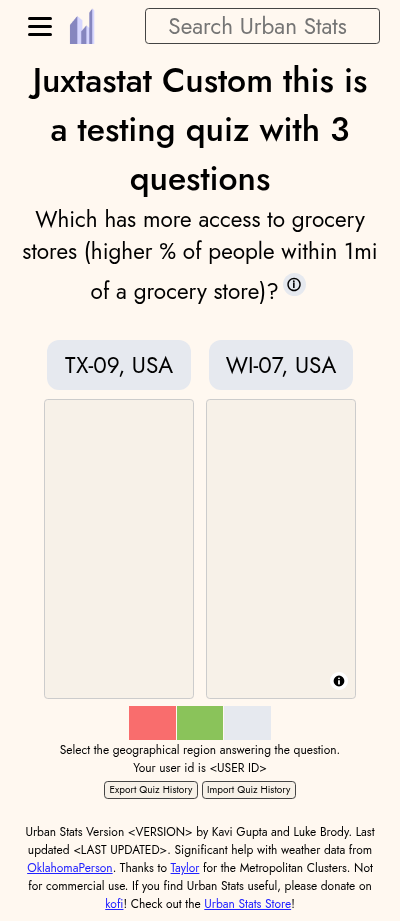 Search Urban Stats
Juxtastat Custom this is
a testing quiz with 3
questions
Which has more access to grocery
stores (higher % of people within 1mi
of a grocery store)?
TX-09, USA
WI-07, USA
Select the geographical region answering the question.
Your user id is <USER ID>
Export Quiz History
Import Quiz History
Urban Stats Version <VERSION> by Kavi Gupta and Luke Brody. Last
updated <LAST UPDATED>. Significant help with weather data from
OklahomaPerson. Thanks to Taylor for the Metropolitan Clusters. Not
for commercial use. If you find Urban Stats useful, please donate on
kofi! Check out the Urban Stats Store!